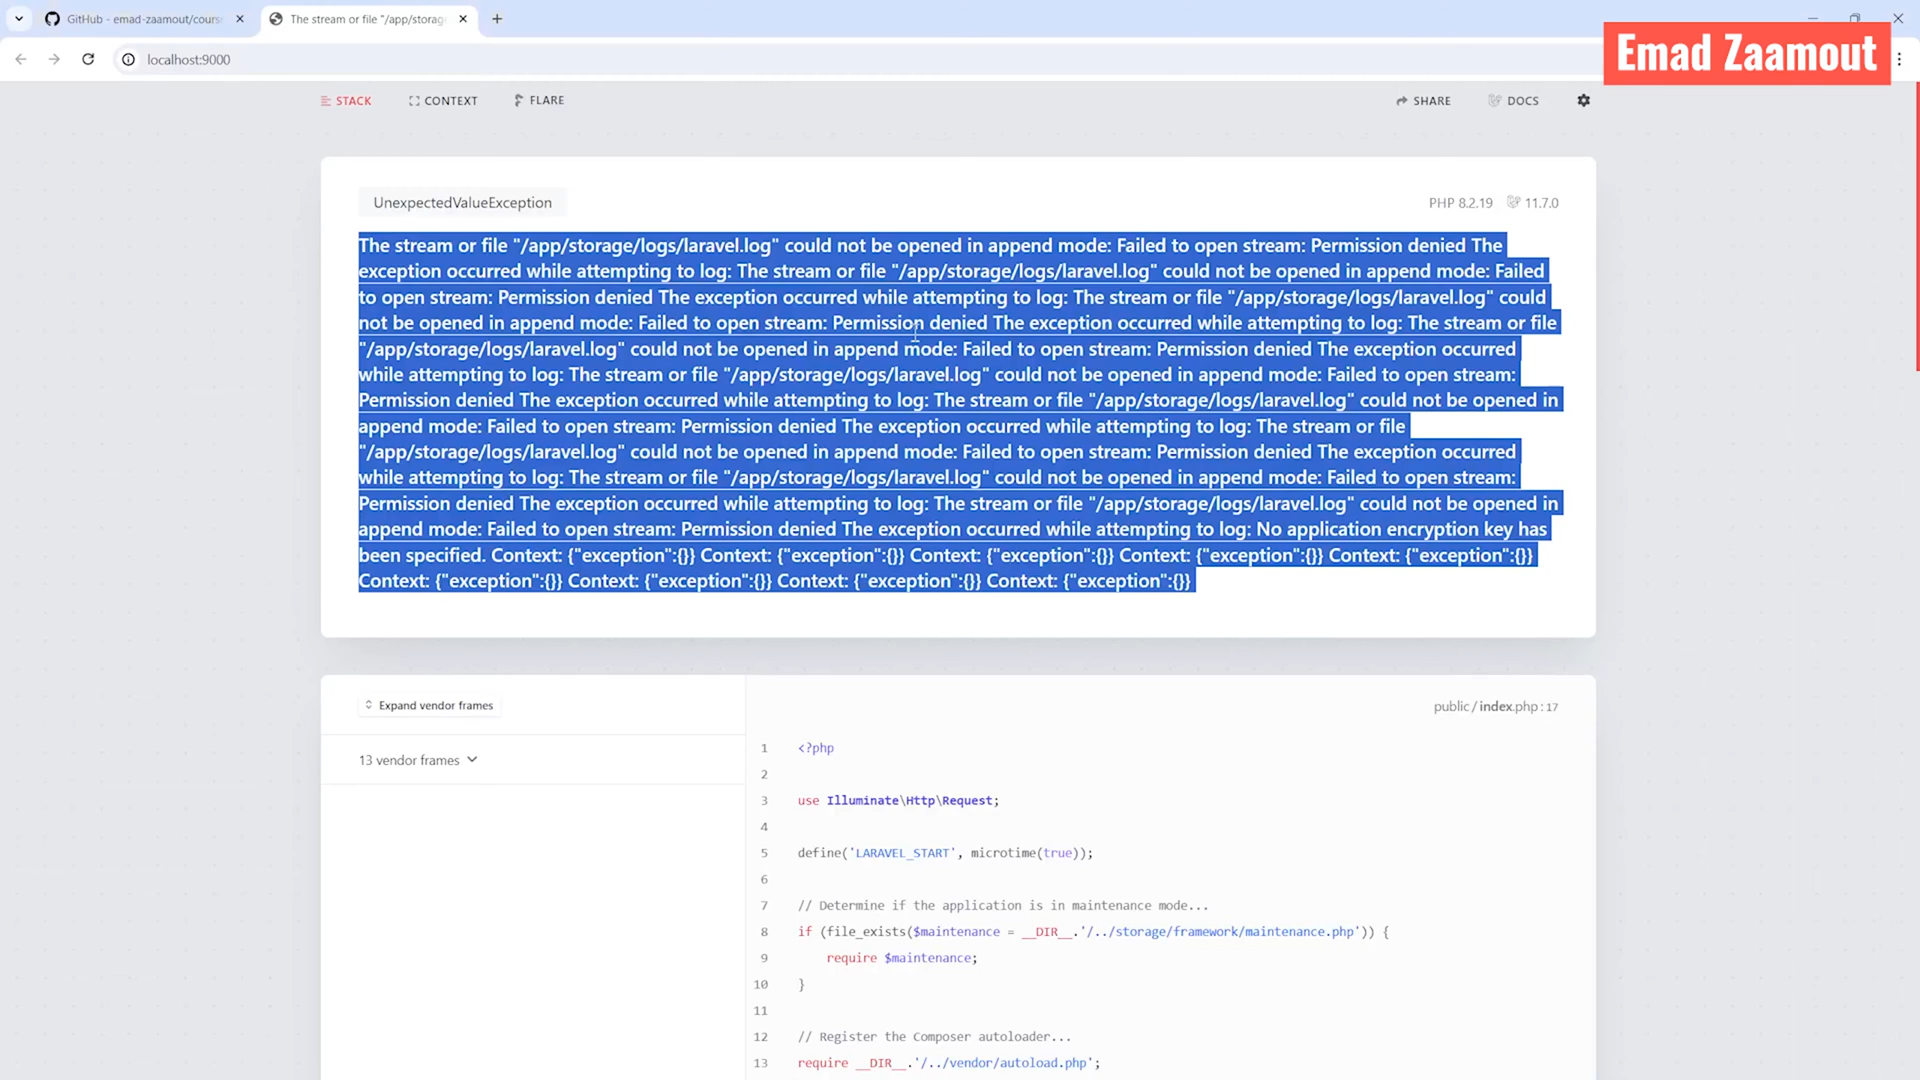 GitHub - emad-zaamout/cours
The stream or file "/app/storag
localhost:9000
Emad Zaamout
STACK
CONTEXT
FLARE
SHARE
DOCS
UnexpectedValueException
PHP 8.2.19
11.7.0
The stream or file "/app/storage/logs/laravel.log" could not be opened in append mode: Failed to open stream: Permission denied The
exception occurred while attempting to log: The stream or file "/app/storage/logs/laravel.log" could not be opened in append mode: Failed
to open stream: Permission denied The exception occurred while attempting to log: The stream or file "/app/storage/logs/laravel.log" could
not be opened in append mode: Failed to open stream: Permission denied The exception occurred while attempting to log: The stream or file
"/app/storage/logs/laravel.log" could not be opened in append mode: Failed to open stream: Permission denied The exception occurred
while attempting to log: The stream or file "/app/storage/logs/laravel.log" could not be opened in append mode: Failed to open stream:
Permission denied The exception occurred while attempting to log: The stream or file "/app/storage/logs/laravel.log" could not be opened in
append mode: Failed to open stream: Permission denied The exception occurred while attempting to log: The stream or file
"/app/storage/logs/laravel.log" could not be opened in append mode: Failed to open stream: Permission denied The exception occurred
while attempting to log: The stream or file "/app/storage/logs/laravel.log" could not be opened in append mode: Failed to open stream:
Permission denied The exception occurred while attempting to log: The stream or file "/app/storage/logs/laravel.log" could not be opened in
append mode: Failed to open stream: Permission denied The exception occurred while attempting to log: No application encryption key has
been specified. Context: {"exception":{}} Context: {"exception":{}} Context: {"exception":{}} Context: {"exception":{}} Context: {"exception":{}}
Context: {"exception":{}} Context: {"exception":{}} Context: {"exception":{}} Context: {"exception":{}}
Expand vendor frames
13 vendor frames
public / index.php : 17
1 <?php
2
3 use Illuminate\Http\Request;
4
5 define('LARAVEL_START', microtime(true));
6
7 // Determine if the application is in maintenance mode...
8 if (file_exists($maintenance = __DIR__.'/../storage/framework/maintenance.php')) {
9 require $maintenance;
10 }
11
12 // Register the Composer autoloader...
13 require __DIR__.'/../vendor/autoload.php';